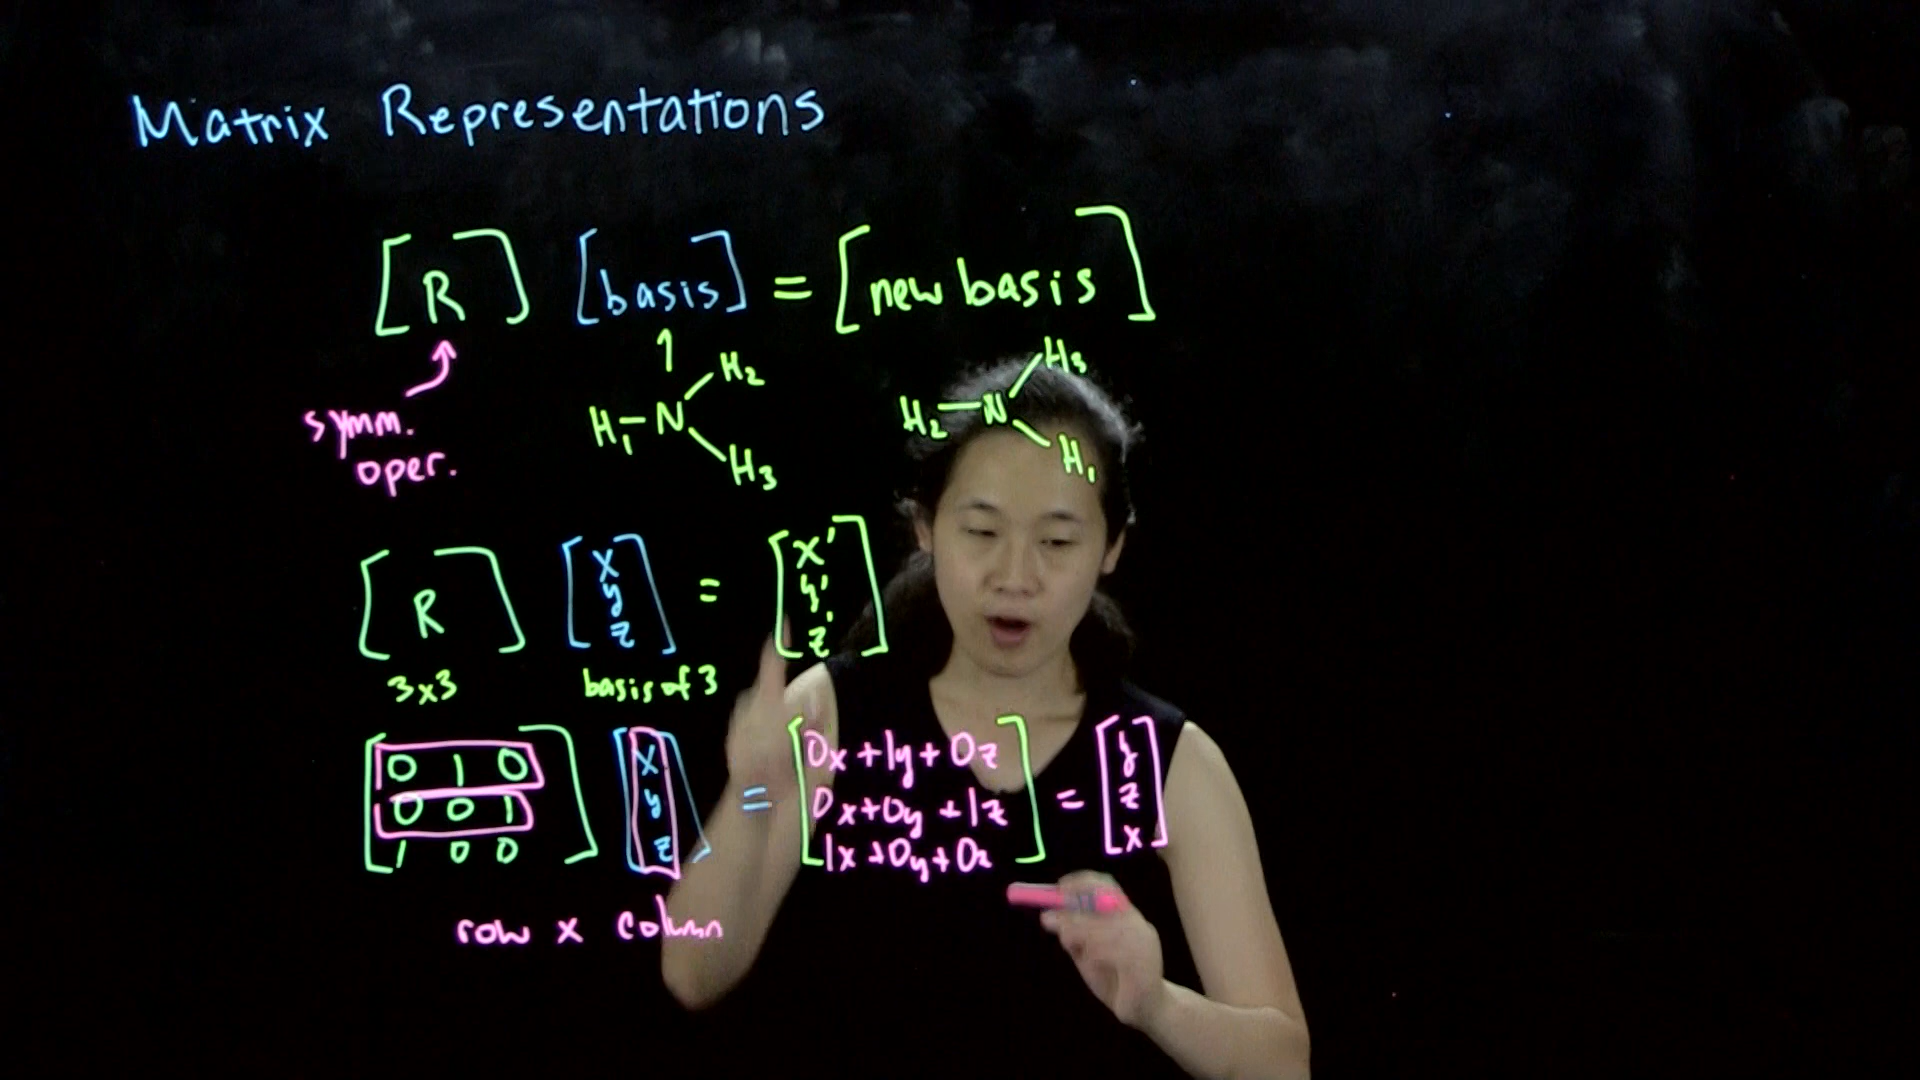 Matrix Representations
[R] [basis] = [new basis]
symm.
oper.
H₁–N H₂ H₃
H₂–N H₃ H₁
[R] [x y z] = [x' y' z']
3x3 basis of 3
[0 1 0] [x] = [0x+1y+0z] = [y]
[0 0 1] [y] [0x+0y+1z] [z]
[1 0 0] [z] [1x+0y+0z] [x]
row x column